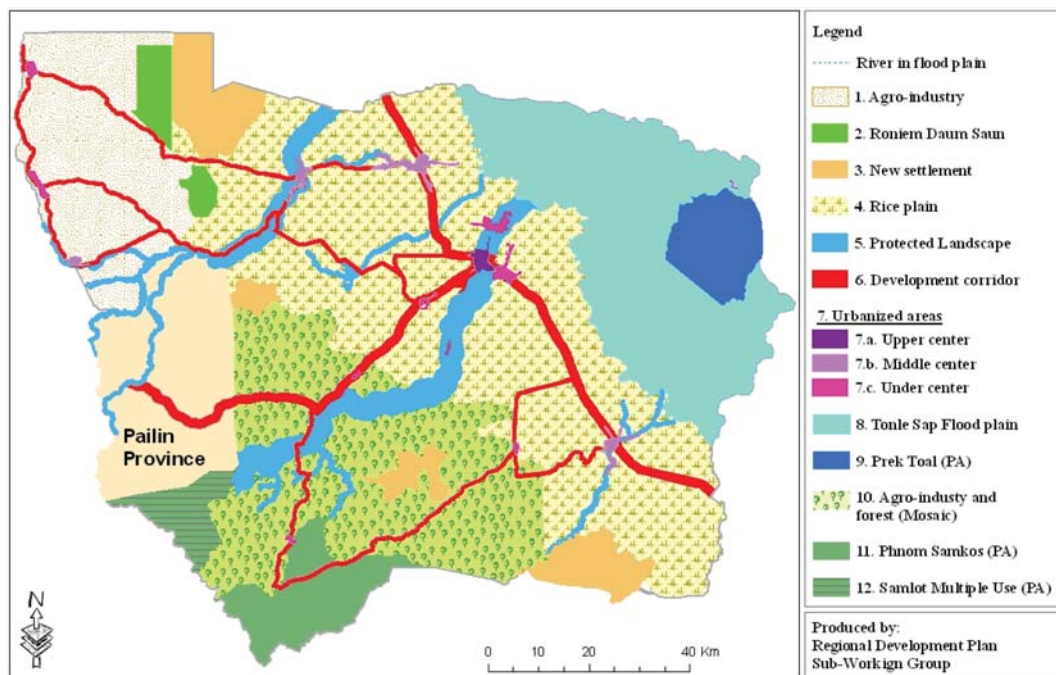 Pailin
Province
N
0 10 20 40 Km
Legend
River in flood plain
1. Agro-industry
2. Roniem Daum Saun
3. New settlement
4. Rice plain
5. Protected Landscape
6. Development corridor
7. Urbanized areas
7.a. Upper center
7.b. Middle center
7.c. Under center
8. Tonle Sap Flood plain
9. Prek Toal (PA)
10. Agro-industy and
forest (Mosaic)
11. Phnom Samkos (PA)
12. Samlot Multiple Use (PA)
Produced by:
Regional Development Plan
Sub-Workign Group